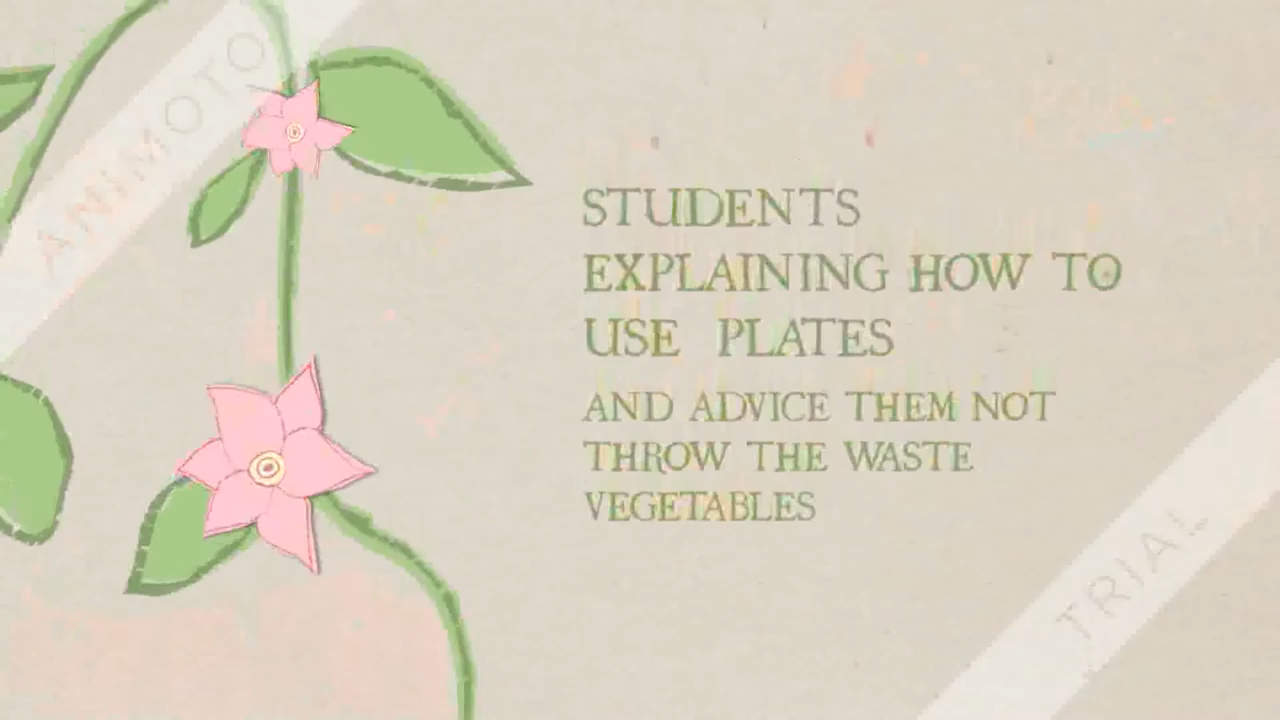 ANIMOTO
STUDENTS
EXPLAINING HOW TO
USE PLATES
AND ADVICE THEM NOT
THROW THE WASTE
VEGETABLES
TRIAL